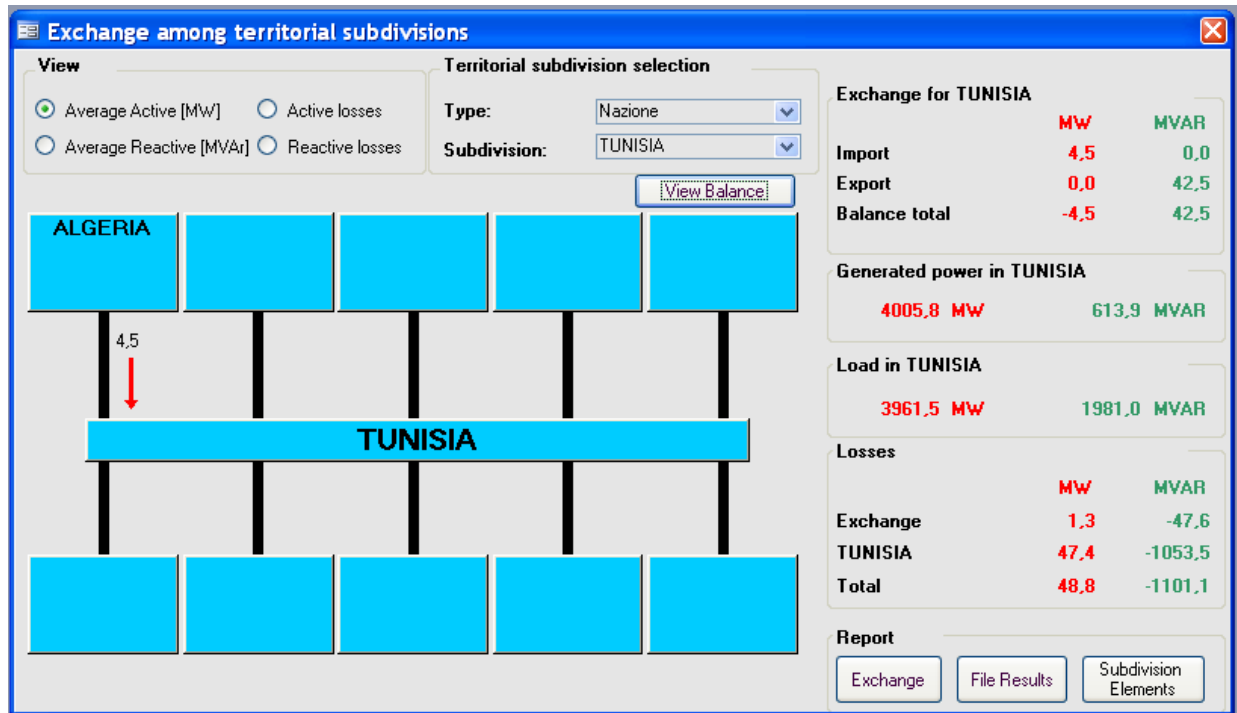 Exchange among territorial subdivisions
View
Average Active [MW] Active losses
Average Reactive [MVAr] Reactive losses
Territorial subdivision selection
Type: Nazione
Subdivision: TUNISIA
View Balance
ALGERIA
4,5
TUNISIA
Exchange for TUNISIA
MW MVAR
Import 4,5 0,0
Export 0,0 42,5
Balance total -4,5 42,5
Generated power in TUNISIA
4005,8 MW 613,9 MVAR
Load in TUNISIA
3961,5 MW 1981,0 MVAR
Losses
MW MVAR
Exchange 1,3 -47,6
TUNISIA 47,4 -1053,5
Total 48,8 -1101,1
Report
Exchange
File Results
Subdivision
Elements